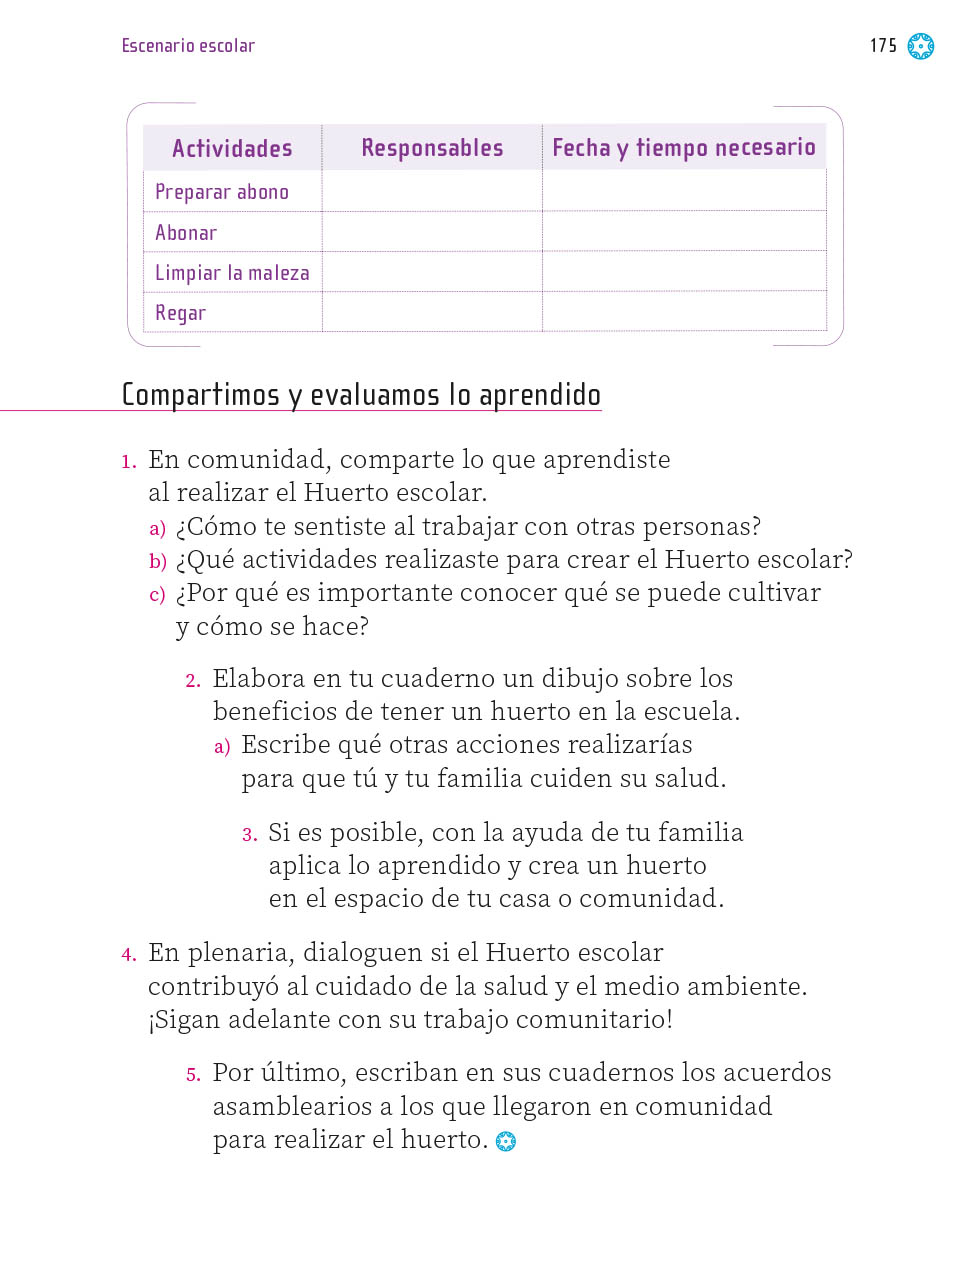 Escenario escolar
175
Actividades Responsables Fecha y tiempo necesario
Preparar abono
Abonar
Limpiar la maleza
Regar
Compartimos y evaluamos lo aprendido
1. En comunidad, comparte lo que aprendiste
al realizar el Huerto escolar.
a) ¿Cómo te sentiste al trabajar con otras personas?
b) ¿Qué actividades realizaste para crear el Huerto escolar?
c) ¿Por qué es importante conocer qué se puede cultivar
y cómo se hace?
2. Elabora en tu cuaderno un dibujo sobre los
beneficios de tener un huerto en la escuela.
a) Escribe qué otras acciones realizarías
para que tú y tu familia cuiden su salud.
3. Si es posible, con la ayuda de tu familia
aplica lo aprendido y crea un huerto
en el espacio de tu casa o comunidad.
4. En plenaria, dialoguen si el Huerto escolar
contribuyó al cuidado de la salud y el medio ambiente.
¡Sigan adelante con su trabajo comunitario!
5. Por último, escriban en sus cuadernos los acuerdos
asamblearios a los que llegaron en comunidad
para realizar el huerto.